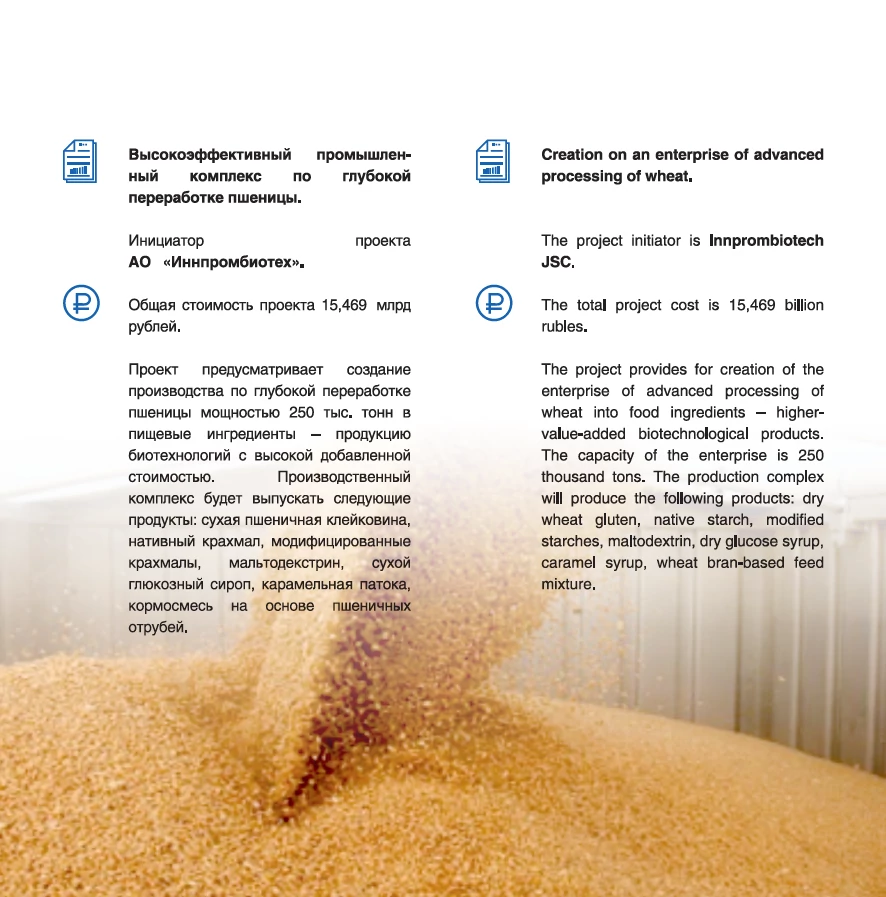 Высокоэффективный промышлен-
ный комплекс по глубокой
переработке пшеницы.
Инициатор проекта
АО «Иннпромбиотех».
Общая стоимость проекта 15,469 млрд
рублей.
Проект предусматривает создание
производства по глубокой переработке
пшеницы мощностью 250 тыс. тонн в
пищевые ингредиенты – продукцию
биотехнологий с высокой добавленной
стоимостью. Производственный
комплекс будет выпускать следующие
продукты: сухая пшеничная клейковина,
нативный крахмал, модифицированные
крахмалы, мальтодекстрин, сухой
глюкозный сироп, карамельная патока,
кормосмесь на основе пшеничных
отрубей.
Creation on an enterprise of advanced
processing of wheat.
The project initiator is Innprombiotech
JSC.
The total project cost is 15,469 billion
rubles.
The project provides for creation of the
enterprise of advanced processing of
wheat into food ingredients – higher-
value-added biotechnological products.
The capacity of the enterprise is 250
thousand tons. The production complex
will produce the following products: dry
wheat gluten, native starch, modified
starches, maltodextrin, dry glucose syrup,
caramel syrup, wheat bran-based feed
mixture.